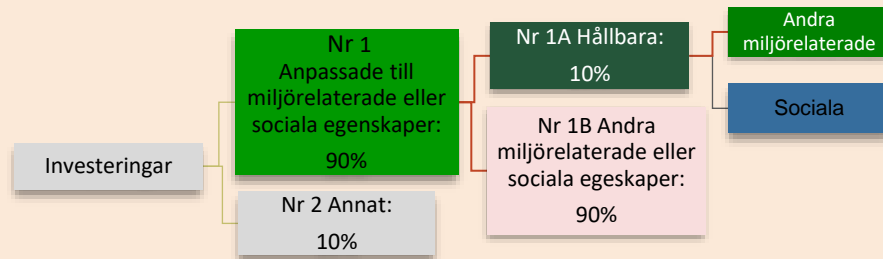 Investeringar
Nr 1
Anpassade till
miljörelaterade eller
sociala egenskaper:
90%
Nr 2 Annat:
10%
Nr 1A Hållbara:
10%
Nr 1B Andra
miljörelaterade eller
sociala egeskaper:
90%
Andra
miljörelaterade
Sociala